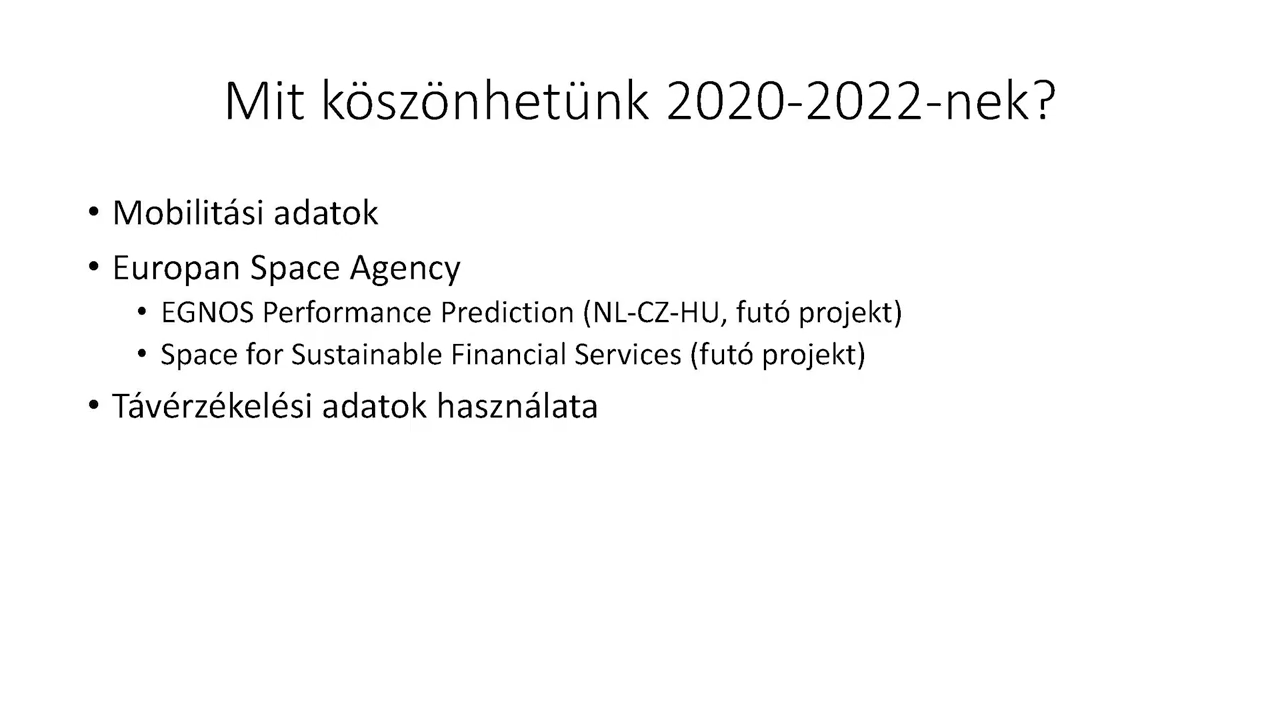 Mit köszönhetünk 2020-2022-nek?
• Mobilitási adatok
• Europan Space Agency
• EGNOS Performance Prediction (NL-CZ-HU, futó projekt)
• Space for Sustainable Financial Services (futó projekt)
• Távérzékelési adatok használata